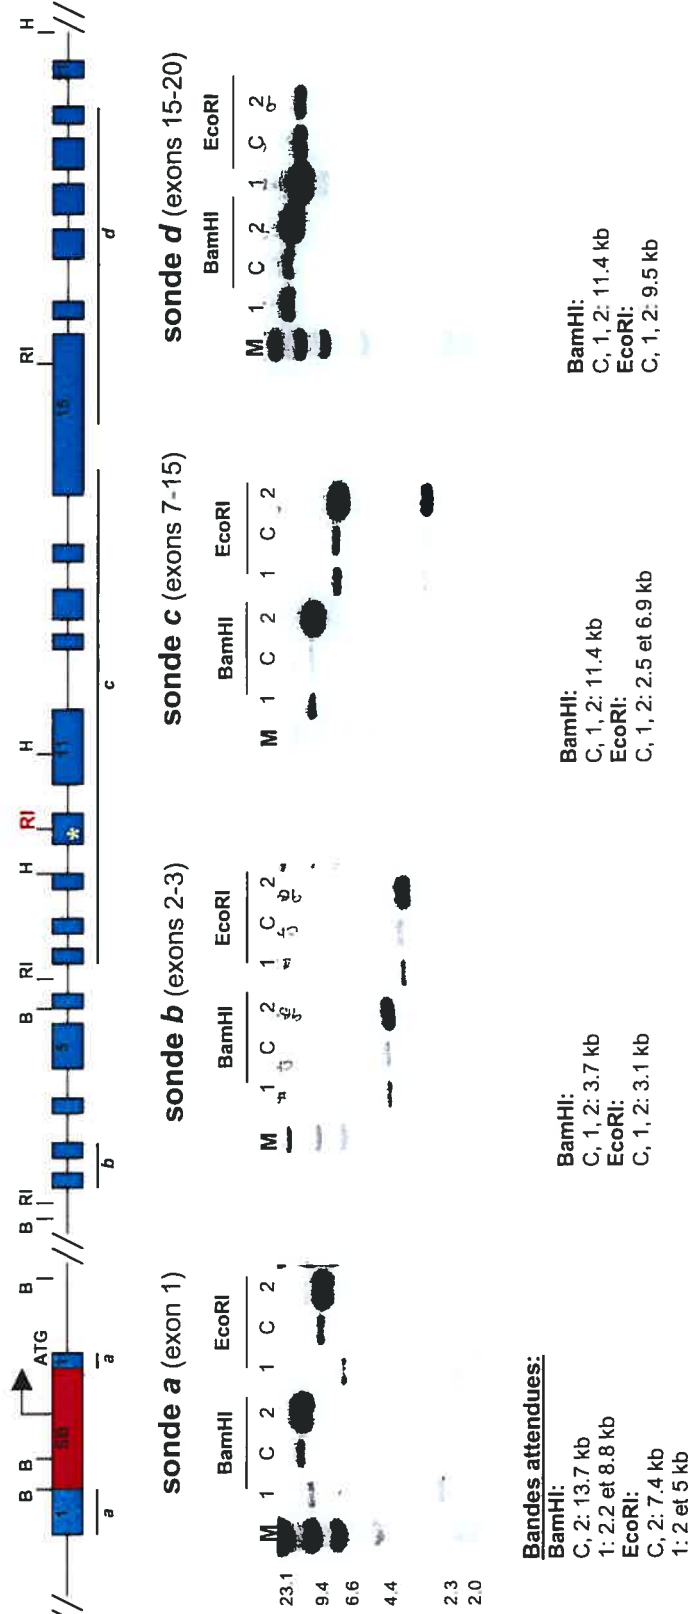 B B ATG B B RI B RI H RI H RI H
1 Sb 5 * 11 15
a a b c d
sonde a (exon 1)
BamHI EcoRI
M 1 C 2 1 C 2
23.1
9.4
6.6
4.4
2.3
2.0
Bandes attendues:
BamHI:
C, 2: 13.7 kb
1: 2.2 et 8.8 kb
EcoRI:
C, 2: 7.4 kb
1: 2 et 5 kb
sonde b (exons 2-3)
BamHI EcoRI
M 1 C 2 1 C 2
BamHI:
C, 1, 2: 3.7 kb
EcoRI:
C, 1, 2: 3.1 kb
sonde c (exons 7-15)
BamHI EcoRI
M 1 C 2 1 C 2
BamHI:
C, 1, 2: 11.4 kb
EcoRI:
C, 1, 2: 2.5 et 6.9 kb
sonde d (exons 15-20)
BamHI EcoRI
M 1 C 2 1 C 2
BamHI:
C, 1, 2: 11.4 kb
EcoRI:
C, 1, 2: 9.5 kb